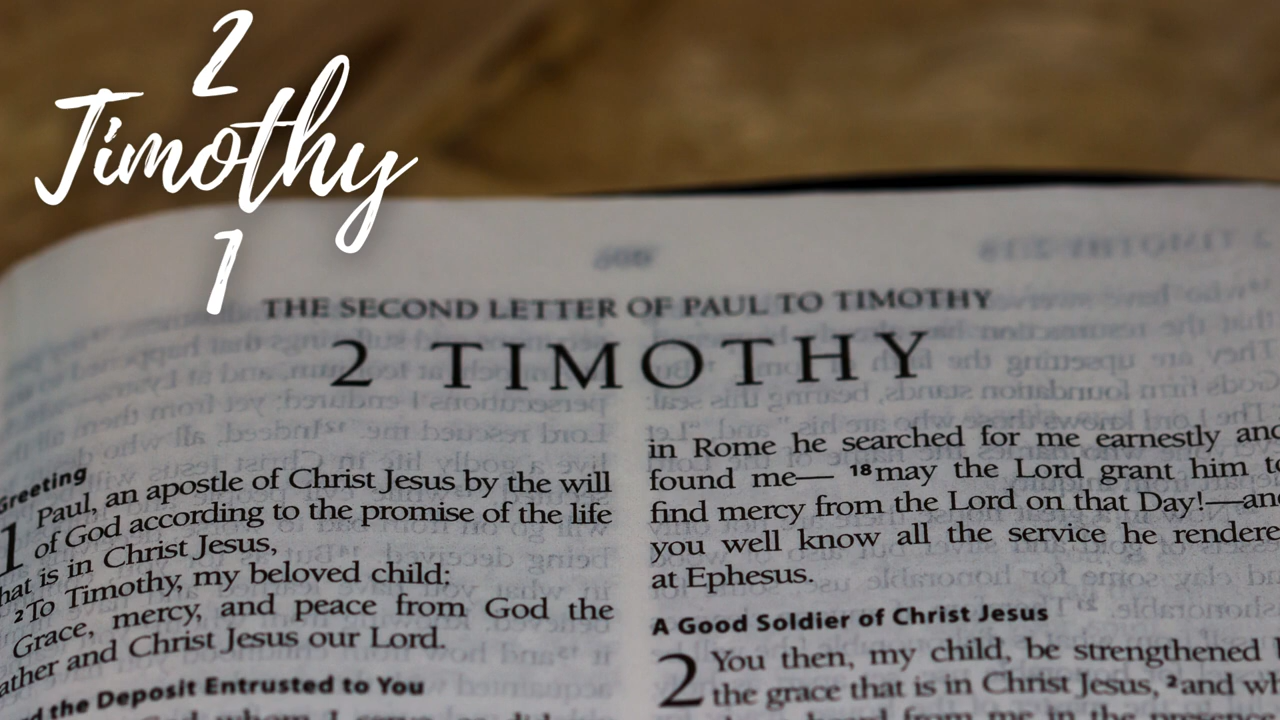 2
Timothy
1
THE SECOND LETTER OF PAUL TO TIMOTHY
2 TIMOTHY
Greeting
1 Paul, an apostle of Christ Jesus by the will
of God according to the promise of the life
hat is in Christ Jesus,
2 To Timothy, my beloved child:
Grace, mercy, and peace from God the
ather and Christ Jesus our Lord.
d the Deposit Entrusted to You
in Rome he searched for me earnestly and
found me— 18 may the Lord grant him to
find mercy from the Lord on that Day!—and
you well know all the service he rendere
at Ephesus.
A Good Soldier of Christ Jesus
2 You then, my child, be strengthened
the grace that is in Christ Jesus, 2 and wh